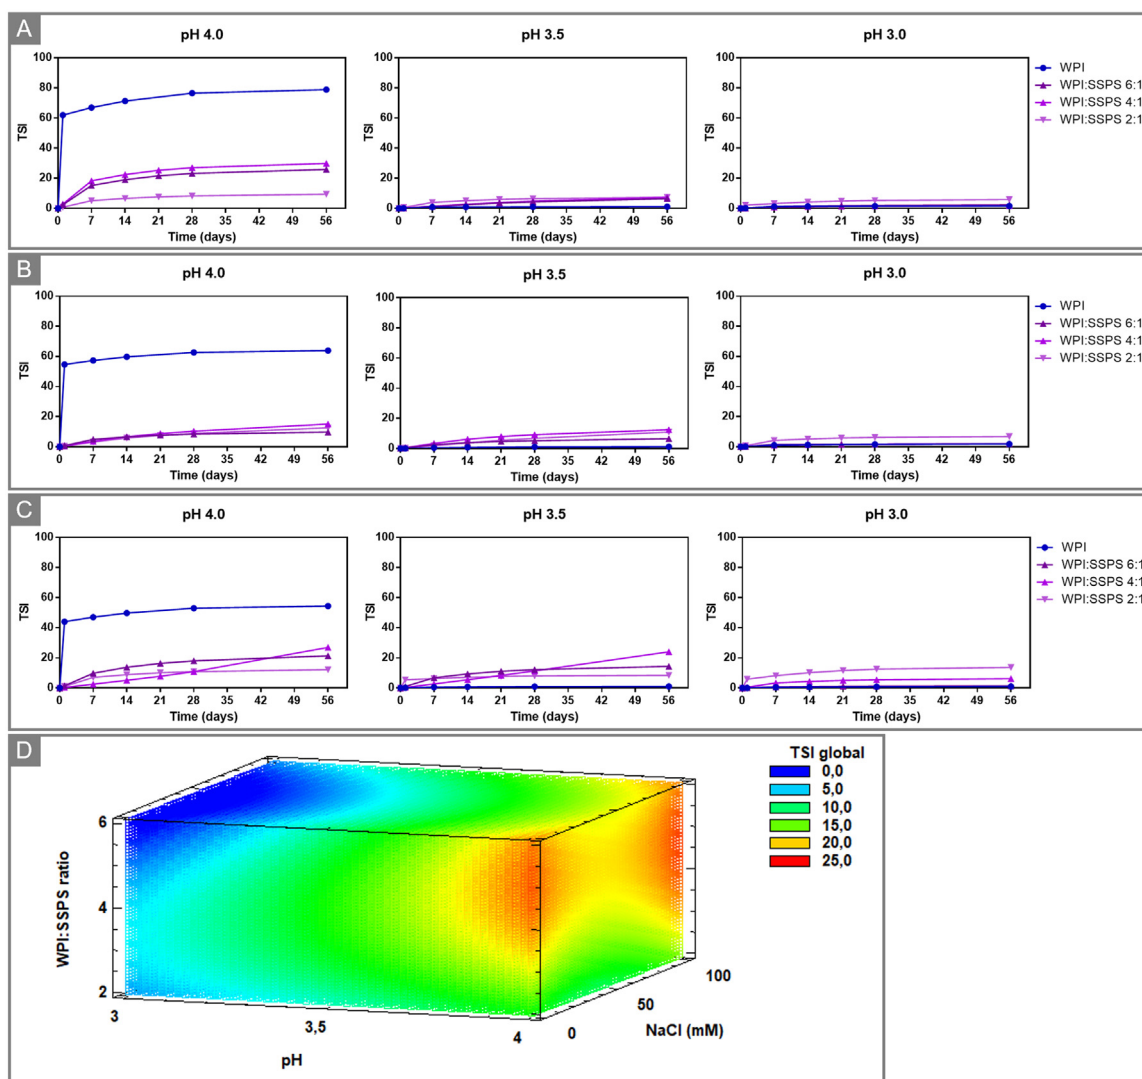 A
pH 4.0
pH 3.5
pH 3.0
100
80
60
40
20
0
TSI
0 7 14 21 28 35 42 49 56
Time (days)
100
80
60
40
20
0
TSI
0 7 14 21 28 35 42 49 56
Time (days)
100
80
60
40
20
0
TSI
0 7 14 21 28 35 42 49 56
Time (days)
WPI
WPI:SSPS 6:1
WPI:SSPS 4:1
WPI:SSPS 2:1
B
pH 4.0
pH 3.5
pH 3.0
100
80
60
40
20
0
TSI
0 7 14 21 28 35 42 49 56
Time (days)
100
80
60
40
20
0
TSI
0 7 14 21 28 35 42 49 56
Time (days)
100
80
60
40
20
0
TSI
0 7 14 21 28 35 42 49 56
Time (days)
WPI
WPI:SSPS 6:1
WPI:SSPS 4:1
WPI:SSPS 2:1
C
pH 4.0
pH 3.5
pH 3.0
100
80
60
40
20
0
TSI
0 7 14 21 28 35 42 49 56
Time (days)
100
80
60
40
20
0
TSI
0 7 14 21 28 35 42 49 56
Time (days)
100
80
60
40
20
0
TSI
0 7 14 21 28 35 42 49 56
Time (days)
WPI
WPI:SSPS 6:1
WPI:SSPS 4:1
WPI:SSPS 2:1
D
TSI global
0,0
5,0
10,0
15,0
20,0
25,0
6
4
2
WPI:SSPS ratio
3
3,5
4
pH
0
50
100
NaCl (mM)